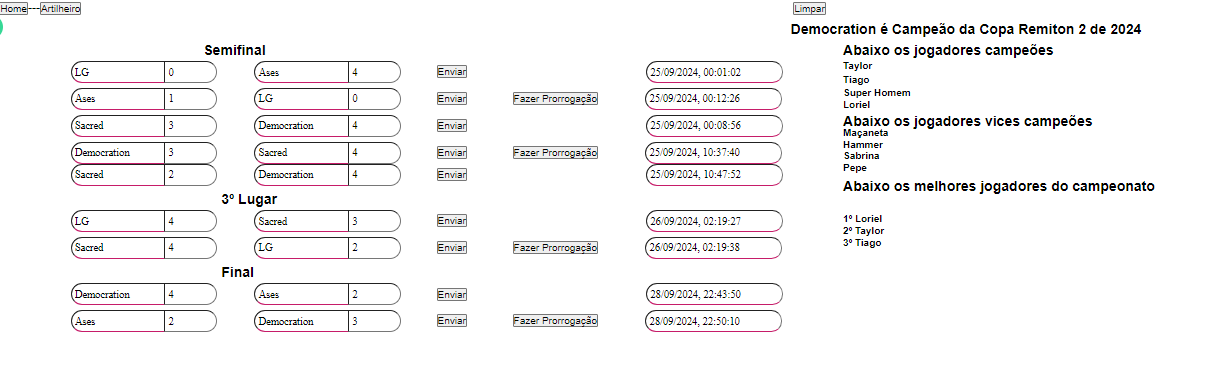 Home---Artilheiro
Limpar
Democration é Campeão da Copa Remiton 2 de 2024
Semifinal
LG 0 Ases 4 Enviar 25/09/2024, 00:01:02
Ases 1 LG 0 Enviar Fazer Prorrogação 25/09/2024, 00:12:26
Sacred 3 Democration 4 Enviar 25/09/2024, 00:08:56
Democration 3 Sacred 4 Enviar Fazer Prorrogação 25/09/2024, 10:37:40
Sacred 2 Democration 4 Enviar 25/09/2024, 10:47:52
3º Lugar
LG 4 Sacred 3 Enviar 26/09/2024, 02:19:27
Sacred 4 LG 2 Enviar Fazer Prorrogação 26/09/2024, 02:19:38
Final
Democration 4 Ases 2 Enviar 28/09/2024, 22:43:50
Ases 2 Democration 3 Enviar Fazer Prorrogação 28/09/2024, 22:50:10
Abaixo os jogadores campeões
Taylor
Tiago
Super Homem
Loriel
Abaixo os jogadores vices campeões
Maçaneta
Hammer
Sabrina
Pepe
Abaixo os melhores jogadores do campeonato
1º Loriel
2º Taylor
3º Tiago